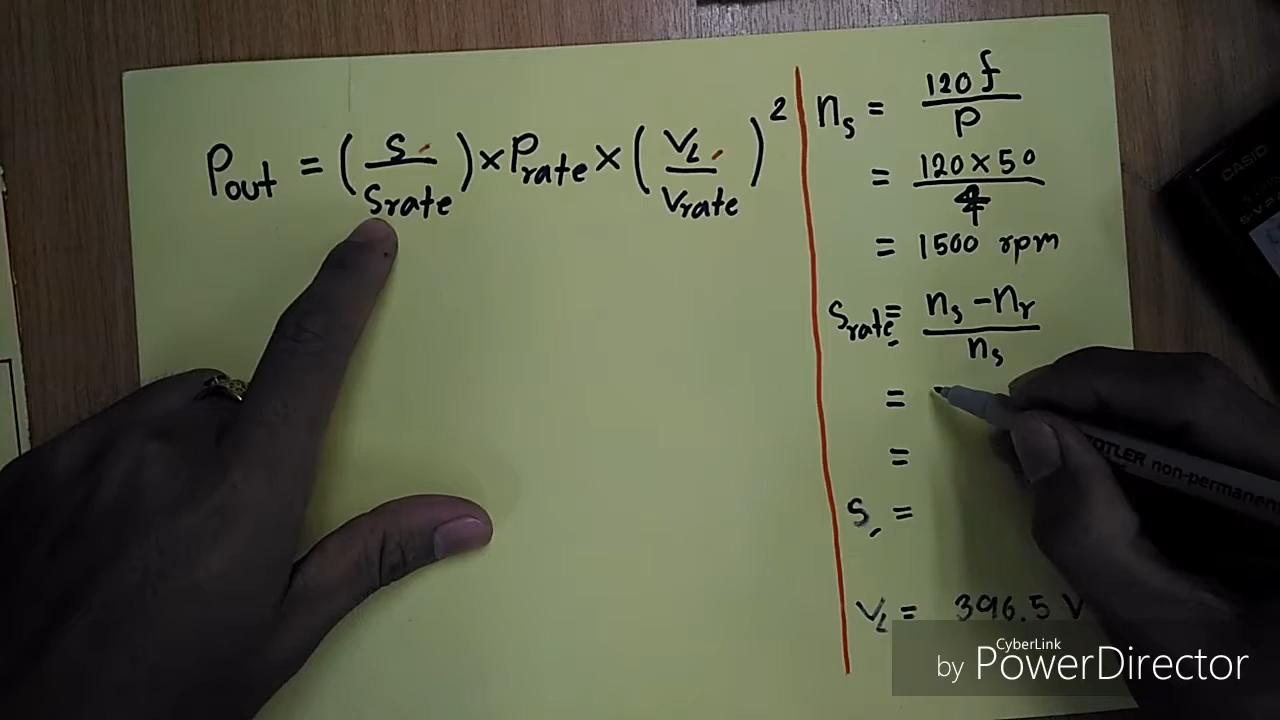 Pout = (s / Srate) × Prate × (VL / Vrate)²
ns = 120f / P
= 120 × 50 / 4
= 1500 rpm
Srate = ns - nr / ns
=
=
s =
VL = 396.5 V
CASIO
non-permanent
CyberLink
by PowerDirector